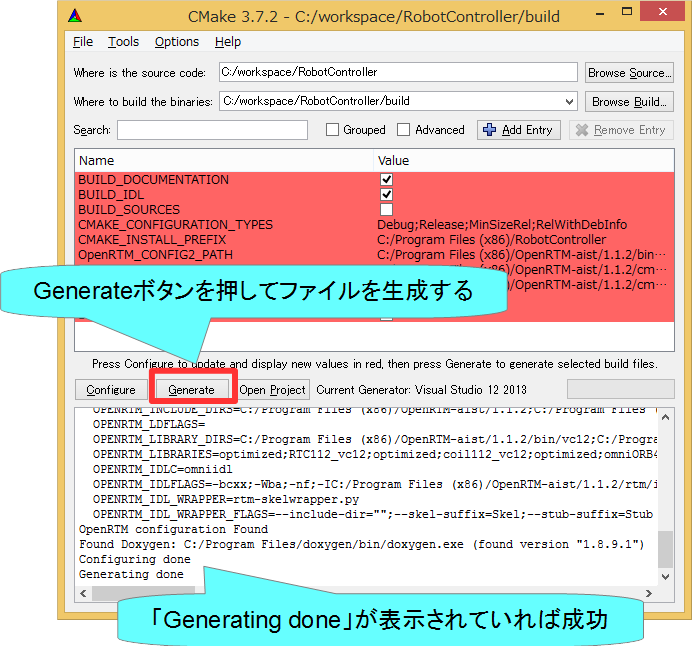 CMake 3.7.2 - C:/workspace/RobotController/build
File Tools Options Help
Where is the source code: C:/workspace/RobotController Browse Source...
Where to build the binaries: C:/workspace/RobotController/build Browse Build...
Search: Grouped Advanced Add Entry Remove Entry
Name Value
BUILD_DOCUMENTATION
BUILD_IDL
BUILD_SOURCES
CMAKE_CONFIGURATION_TYPES Debug;Release;MinSizeRel;RelWithDebInfo
CMAKE_INSTALL_PREFIX C:/Program Files (x86)/RobotController
OpenRTM_CONFIG2_PATH C:/Program Files (x86)/OpenRTM-aist/1.1.2/bin...
Files (x86)/OpenRTM-aist/1.1.2/cm...
Files (x86)/OpenRTM-aist/1.1.2/cm...
Generateボタンを押してファイルを生成する
Press Configure to update and display new values in red, then press Generate to generate selected build files.
Configure Generate Open Project Current Generator: Visual Studio 12 2013
OPENRTM_INCLUDE_DIRS=C:/Program Files (x86)/OpenRTM-aist/1.1.2;C:/Program Files (
OPENRTM_LDFLAGS=
OPENRTM_LIBRARY_DIRS=C:/Program Files (x86)/OpenRTM-aist/1.1.2/bin/vc12;C:/Progra
OPENRTM_LIBRARIES=optimized;RTC112_vc12;optimized;coil112_vc12;optimized;omniORB4
OPENRTM_IDLC=omniidl
OPENRTM_IDLFLAGS=-bcxx;-Wba;-nf;-IC:/Program Files (x86)/OpenRTM-aist/1.1.2/rtm/i
OPENRTM_IDL_WRAPPER=rtm-skelwrapper.py
OPENRTM_IDL_WRAPPER_FLAGS=--include-dir="";--skel-suffix=Skel;--stub-suffix=Stub
OpenRTM configuration Found
Found Doxygen: C:/Program Files/doxygen/bin/doxygen.exe (found version "1.8.9.1")
Configuring done
Generating done
「Generating done」が表示されていれば成功